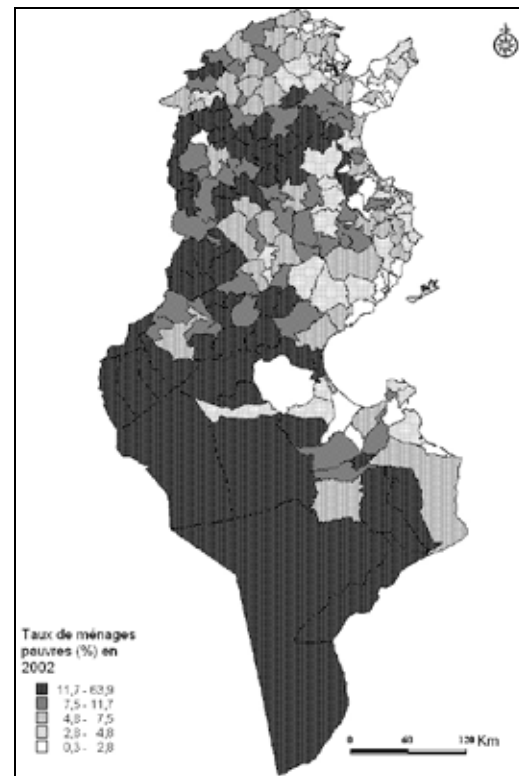 Taux de ménages
pauvres (%) en
2002
11,7 - 63,9
7,5 - 11,7
4,8 - 7,5
2,8 - 4,8
0,3 - 2,8
0 60 120 Km